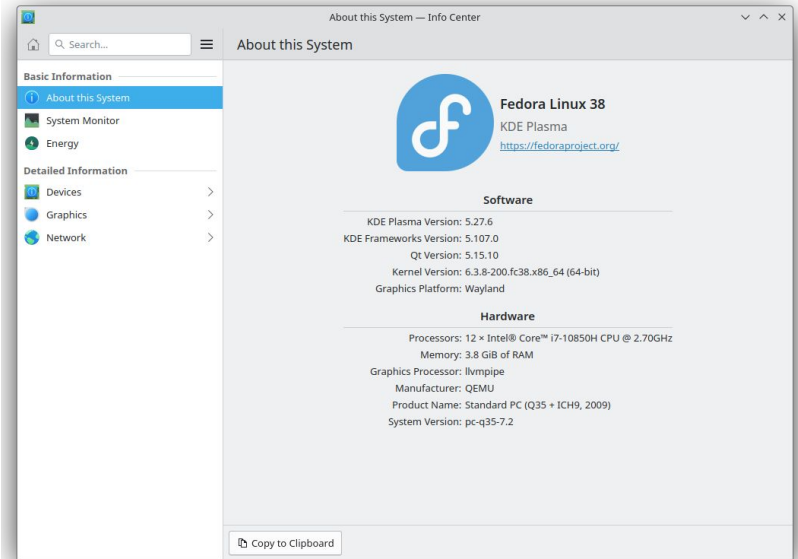 About this System — Info Center
Search...
About this System
Basic Information
About this System
System Monitor
Energy
Detailed Information
Devices
Graphics
Network
Fedora Linux 38
KDE Plasma
https://fedoraproject.org/
Software
KDE Plasma Version: 5.27.6
KDE Frameworks Version: 5.107.0
Qt Version: 5.15.10
Kernel Version: 6.3.8-200.fc38.x86_64 (64-bit)
Graphics Platform: Wayland
Hardware
Processors: 12 × Intel® Core™ i7-10850H CPU @ 2.70GHz
Memory: 3.8 GiB of RAM
Graphics Processor: llvmpipe
Manufacturer: QEMU
Product Name: Standard PC (Q35 + ICH9, 2009)
System Version: pc-q35-7.2
Copy to Clipboard